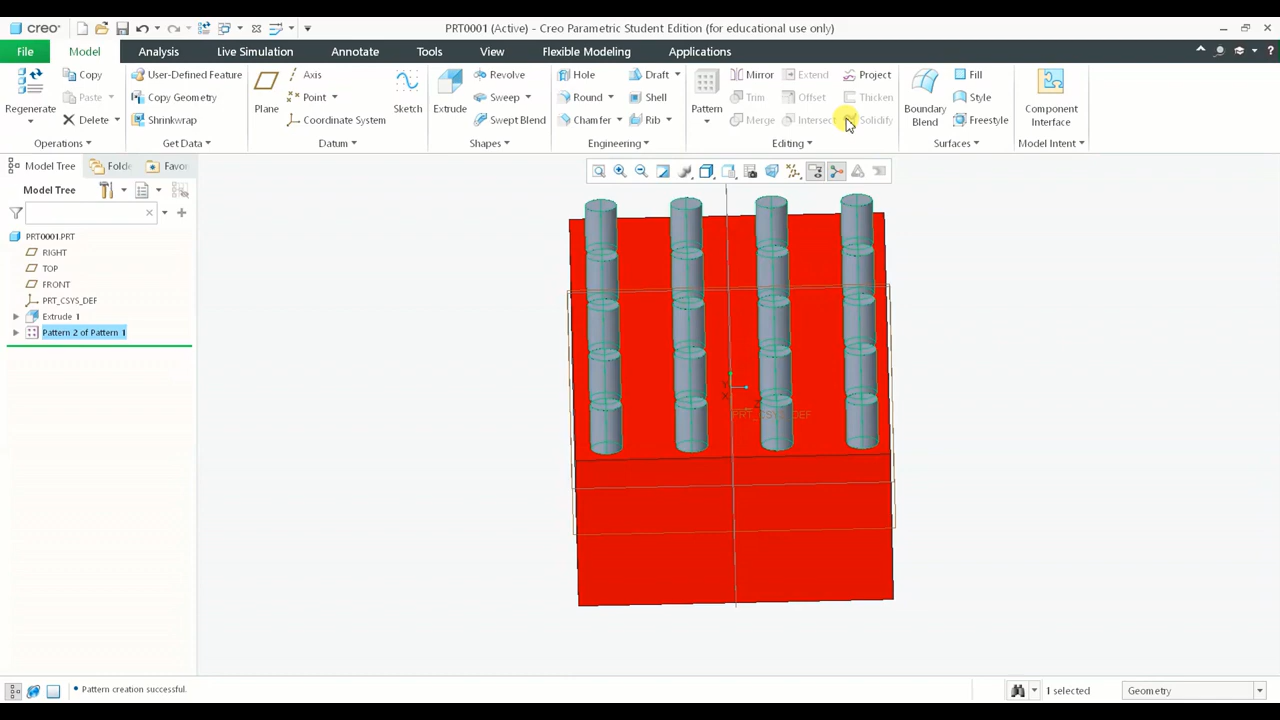 creo
PRT0001 (Active) - Creo Parametric Student Edition (for educational use only)
File Model Analysis Live Simulation Annotate Tools View Flexible Modeling Applications
Regenerate
Copy
Paste
Delete
Operations
User-Defined Feature
Copy Geometry
Shrinkwrap
Get Data
Plane
Axis
Point
Coordinate System
Sketch
Datum
Extrude
Revolve
Sweep
Swept Blend
Shapes
Hole
Round
Chamfer
Draft
Shell
Rib
Engineering
Pattern
Mirror
Trim
Merge
Extend
Offset
Intersect
Project
Thicken
Solidify
Editing
Boundary
Blend
Fill
Style
Freestyle
Surfaces
Component
Interface
Model Intent
Model Tree Folde Favor
Model Tree
PRT0001.PRT
RIGHT
TOP
FRONT
PRT_CSYS_DEF
Extrude 1
Pattern 2 of Pattern 1
Y
X
PRT_CSYS_DEF
• Pattern creation successful.
1 selected
Geometry